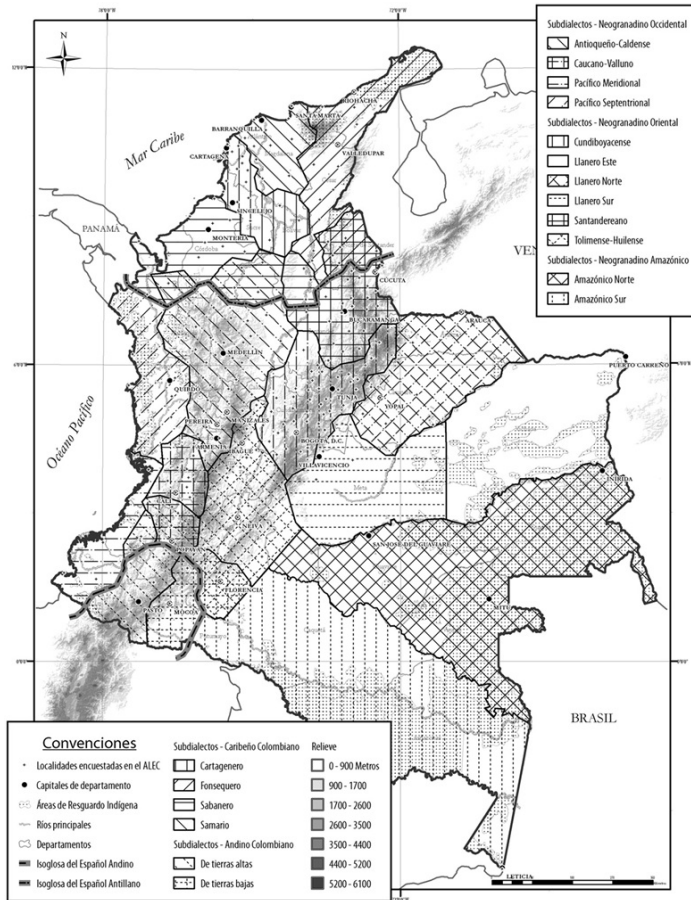 N
Mar Caribe
SANTA MARTA
RIOHACHA
BARRANQUILLA
CARTAGENA
VALLEDUPAR
SINCELEJO
MONTERÍA
PANAMÁ
Córdoba
CÚCUTA
BUCARAMANGA
ARAUCA
MEDELLÍN
PUERTO CARREÑO
QUIBDÓ
TUNJA
YOPAL
Océano Pacífico
PEREIRA
MANIZALES
ARMENIA
IBAGUÉ
BOGOTÁ, D.C.
VILLAVICENCIO
Meta
INÍRIDA
CALI
NEIVA
SAN JOSÉ DEL GUAVIARE
POPAYÁN
FLORENCIA
PASTO
MOCOA
MITÚ
BRASIL
LETICIA
Subdialectos - Neogranadino Occidental
Antioqueño-Caldense
Caucano-Valluno
Pacífico Meridional
Pacífico Septentrional
Subdialectos - Neogranadino Oriental
Cundiboyacense
Llanero Este
Llanero Norte
Llanero Sur
Santandereano
Tolimense-Huilense
Subdialectos - Neogranadino Amazónico
Amazónico Norte
Amazónico Sur
Convenciones
Localidades encuestadas en el ALEC
Capitales de departamento
Áreas de Resguardo Indígena
Ríos principales
Departamentos
Isoglosa del Español Andino
Isoglosa del Español Antillano
Subdialectos - Caribeño Colombiano
Cartagenero
Fonsequero
Sabanero
Samario
Subdialectos - Andino Colombiano
De tierras altas
De tierras bajas
Relieve
0 - 900 Metros
900 - 1700
1700 - 2600
2600 - 3500
3500 - 4400
4400 - 5200
5200 - 6100